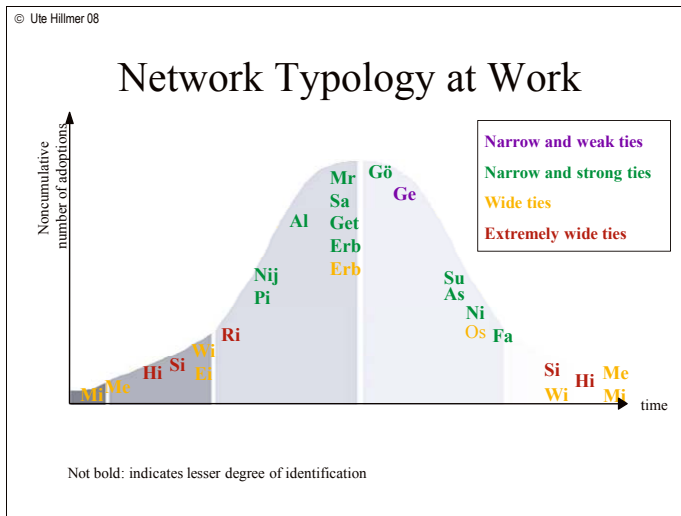 © Ute Hillmer 08
Network Typology at Work
Noncumulative
number of adoptions
Narrow and weak ties
Narrow and strong ties
Wide ties
Extremely wide ties
Mi
Me
Hi
Si
Wi
Ri
Nij
Pi
Al
Mr
Sa
Get
Erb
Erb
Gö
Ge
Su
As
Ni
Os
Fa
Si
Wi
Hi
Me
Mi
time
Not bold: indicates lesser degree of identification